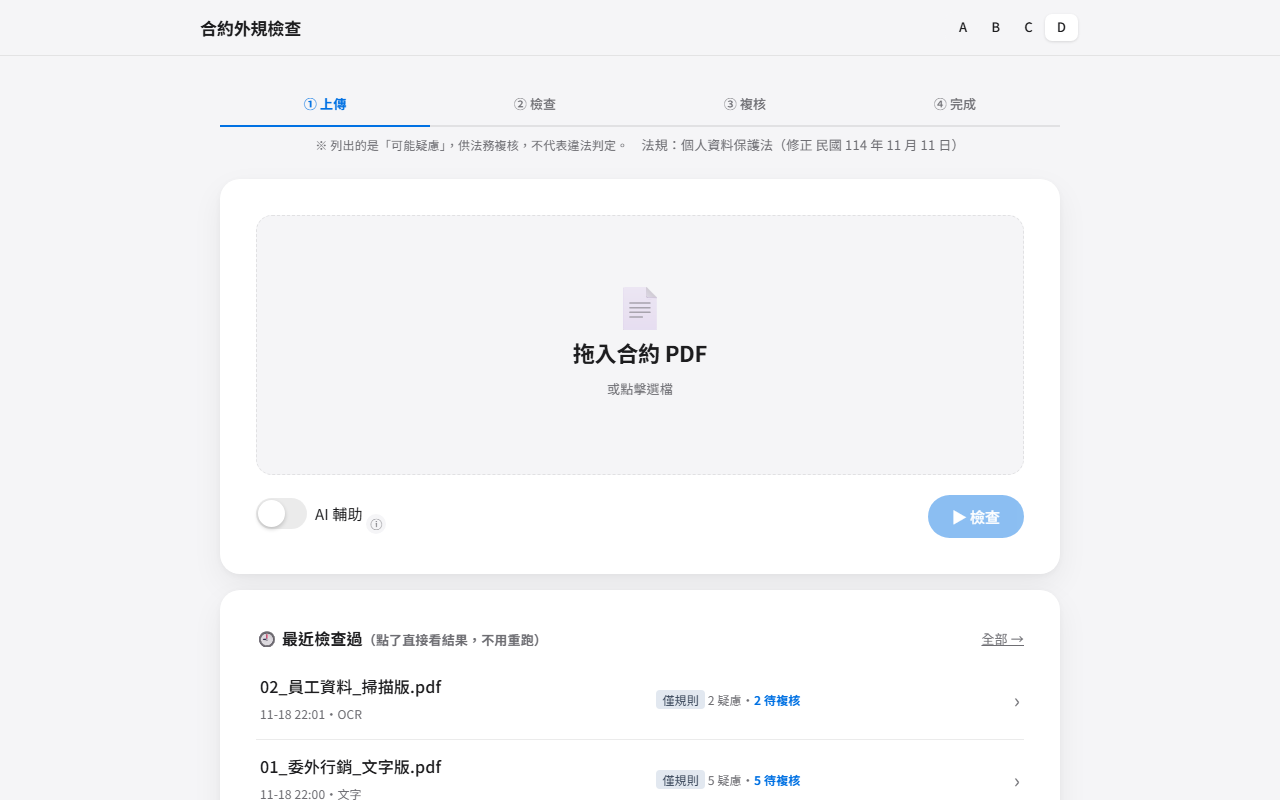 合約外規檢查
A B C D
① 上傳 ② 檢查 ③ 複核 ④ 完成
※ 列出的是「可能疑慮」，供法務複核，不代表違法判定。 法規：個人資料保護法（修正 民國 114 年 11 月 11 日）
拖入合約 PDF
或點擊選檔
AI 輔助 ⓘ
▶ 檢查
最近檢查過（點了直接看結果，不用重跑） 全部 →
02_員工資料_掃描版.pdf
僅規則 2 疑慮・2 待複核 ›
11-18 22:01・OCR
01_委外行銷_文字版.pdf
僅規則 5 疑慮・5 待複核 ›
11-18 22:00・文字